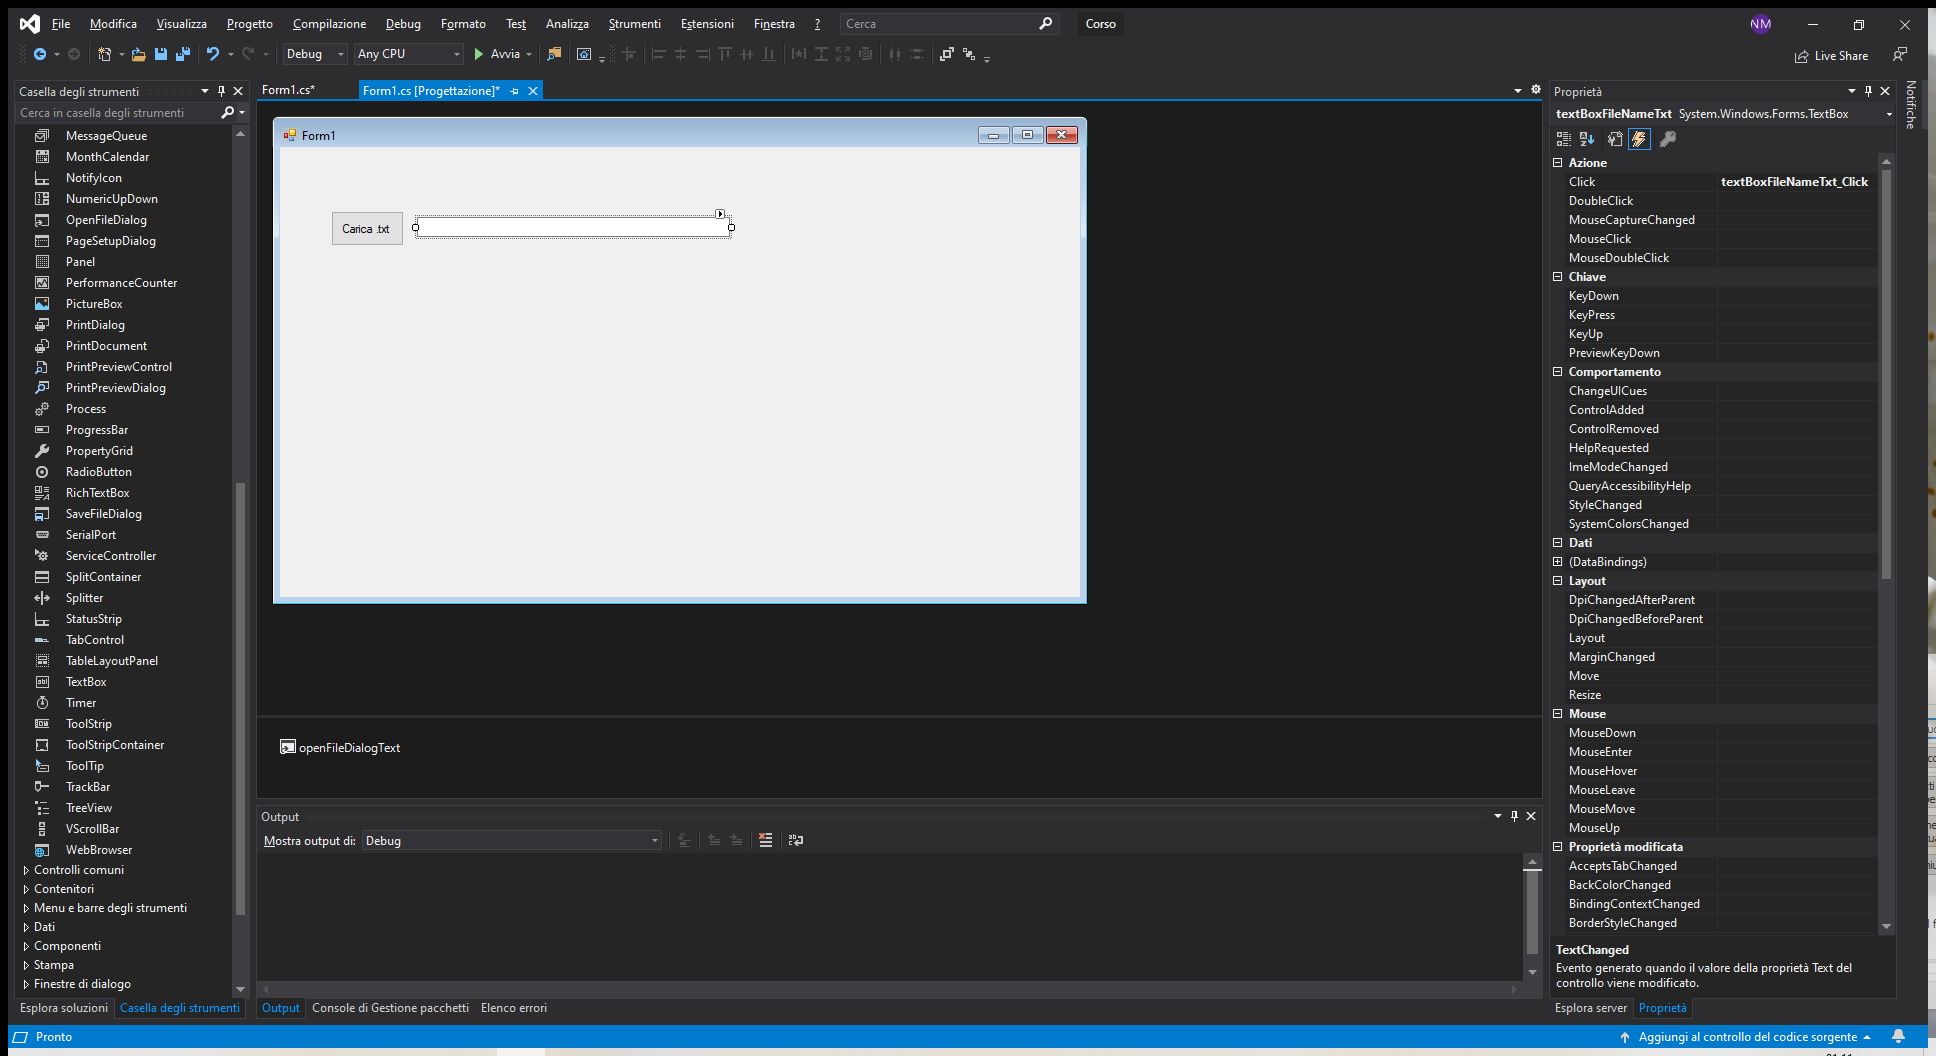 File Modifica Visualizza Progetto Compilazione Debug Formato Test Analizza Strumenti Estensioni Finestra ? Cerca Corso NM
Debug Any CPU Avvia Live Share
Casella degli strumenti
Cerca in casella degli strumenti
MessageQueue
MonthCalendar
NotifyIcon
NumericUpDown
OpenFileDialog
PageSetupDialog
Panel
PerformanceCounter
PictureBox
PrintDialog
PrintDocument
PrintPreviewControl
PrintPreviewDialog
Process
ProgressBar
PropertyGrid
RadioButton
RichTextBox
SaveFileDialog
SerialPort
ServiceController
SplitContainer
Splitter
StatusStrip
TabControl
TableLayoutPanel
TextBox
Timer
ToolStrip
ToolStripContainer
ToolTip
TrackBar
TreeView
VScrollBar
WebBrowser
Controlli comuni
Contenitori
Menu e barre degli strumenti
Dati
Componenti
Stampa
Finestre di dialogo
Esplora soluzioni Casella degli strumenti
Form1.cs* Form1.cs [Progettazione]*
Form1
Carica .txt
openFileDialogText
Output
Mostra output di: Debug
Output Console di Gestione pacchetti Elenco errori
Proprietà
textBoxFileNameTxt System.Windows.Forms.TextBox
Azione
Click textBoxFileNameTxt_Click
DoubleClick
MouseCaptureChanged
MouseClick
MouseDoubleClick
Chiave
KeyDown
KeyPress
KeyUp
PreviewKeyDown
Comportamento
ChangeUICues
ControlAdded
ControlRemoved
HelpRequested
ImeModeChanged
QueryAccessibilityHelp
StyleChanged
SystemColorsChanged
Dati
(DataBindings)
Layout
DpiChangedAfterParent
DpiChangedBeforeParent
Layout
MarginChanged
Move
Resize
Mouse
MouseDown
MouseEnter
MouseHover
MouseLeave
MouseMove
MouseUp
Proprietà modificata
AcceptsTabChanged
BackColorChanged
BindingContextChanged
BorderStyleChanged
TextChanged
Evento generato quando il valore della proprietà Text del
controllo viene modificato.
Esplora server Proprietà
Notifiche
Pronto Aggiungi al controllo del codice sorgente